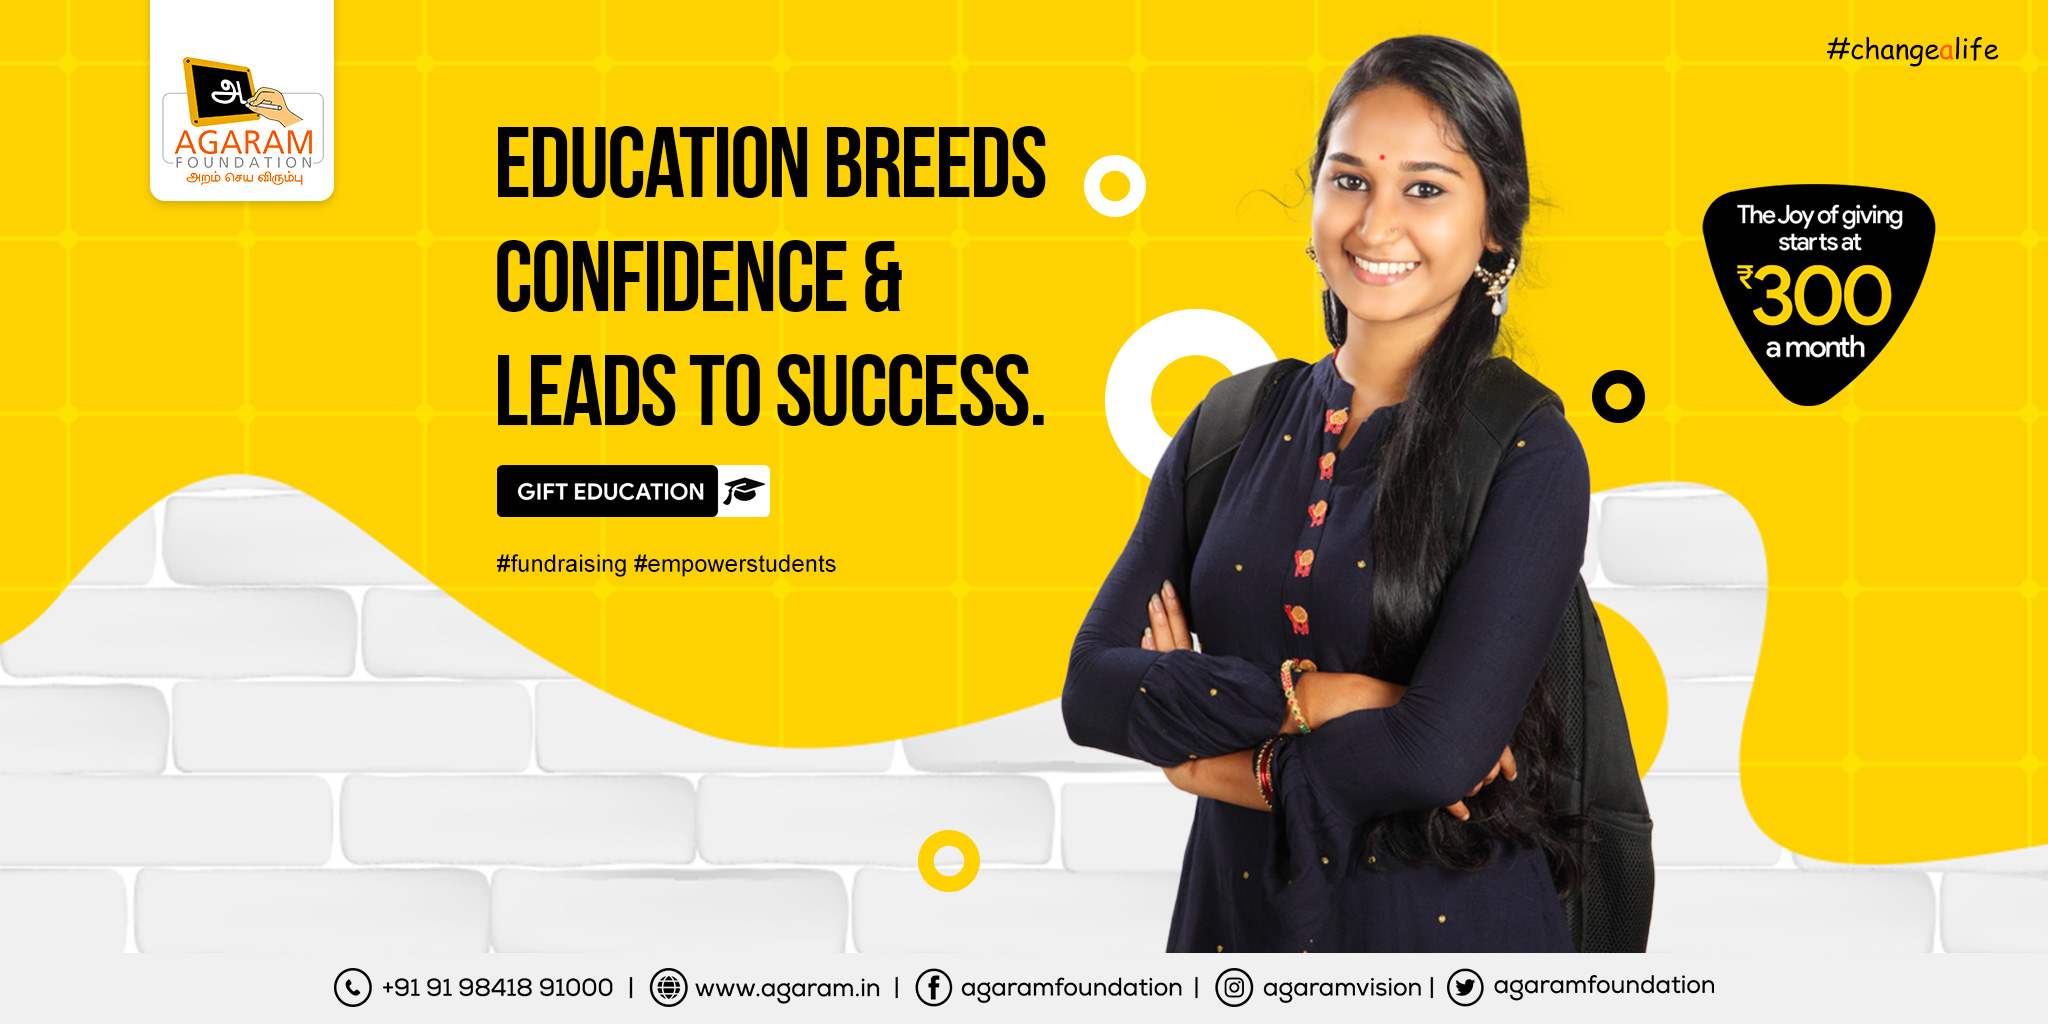 அ
AGARAM
FOUNDATION
அறம் செய விரும்பு
#changealife
EDUCATION BREEDS
CONFIDENCE &
LEADS TO SUCCESS.
GIFT EDUCATION
#fundraising #empowerstudents
The Joy of giving
starts at
₹300
a month
+91 91 98418 91000 | www.agaram.in | agaramfoundation | agaramvision | agaramfoundation